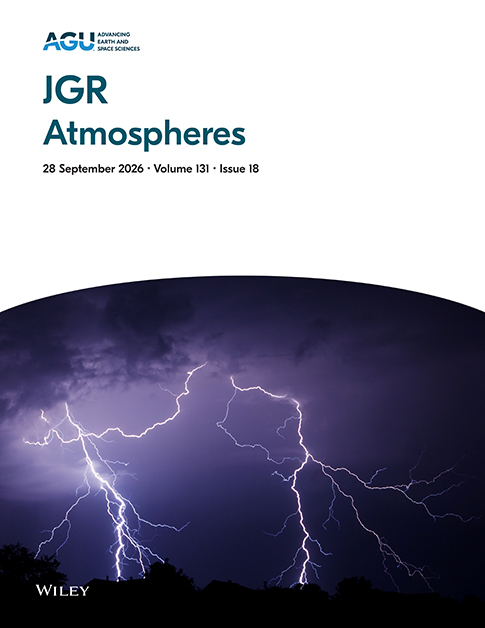 AGU
ADVANCING
EARTH AND
SPACE SCIENCES
JGR
Atmospheres
28 September 2026 · Volume 131 · Issue 18
WILEY